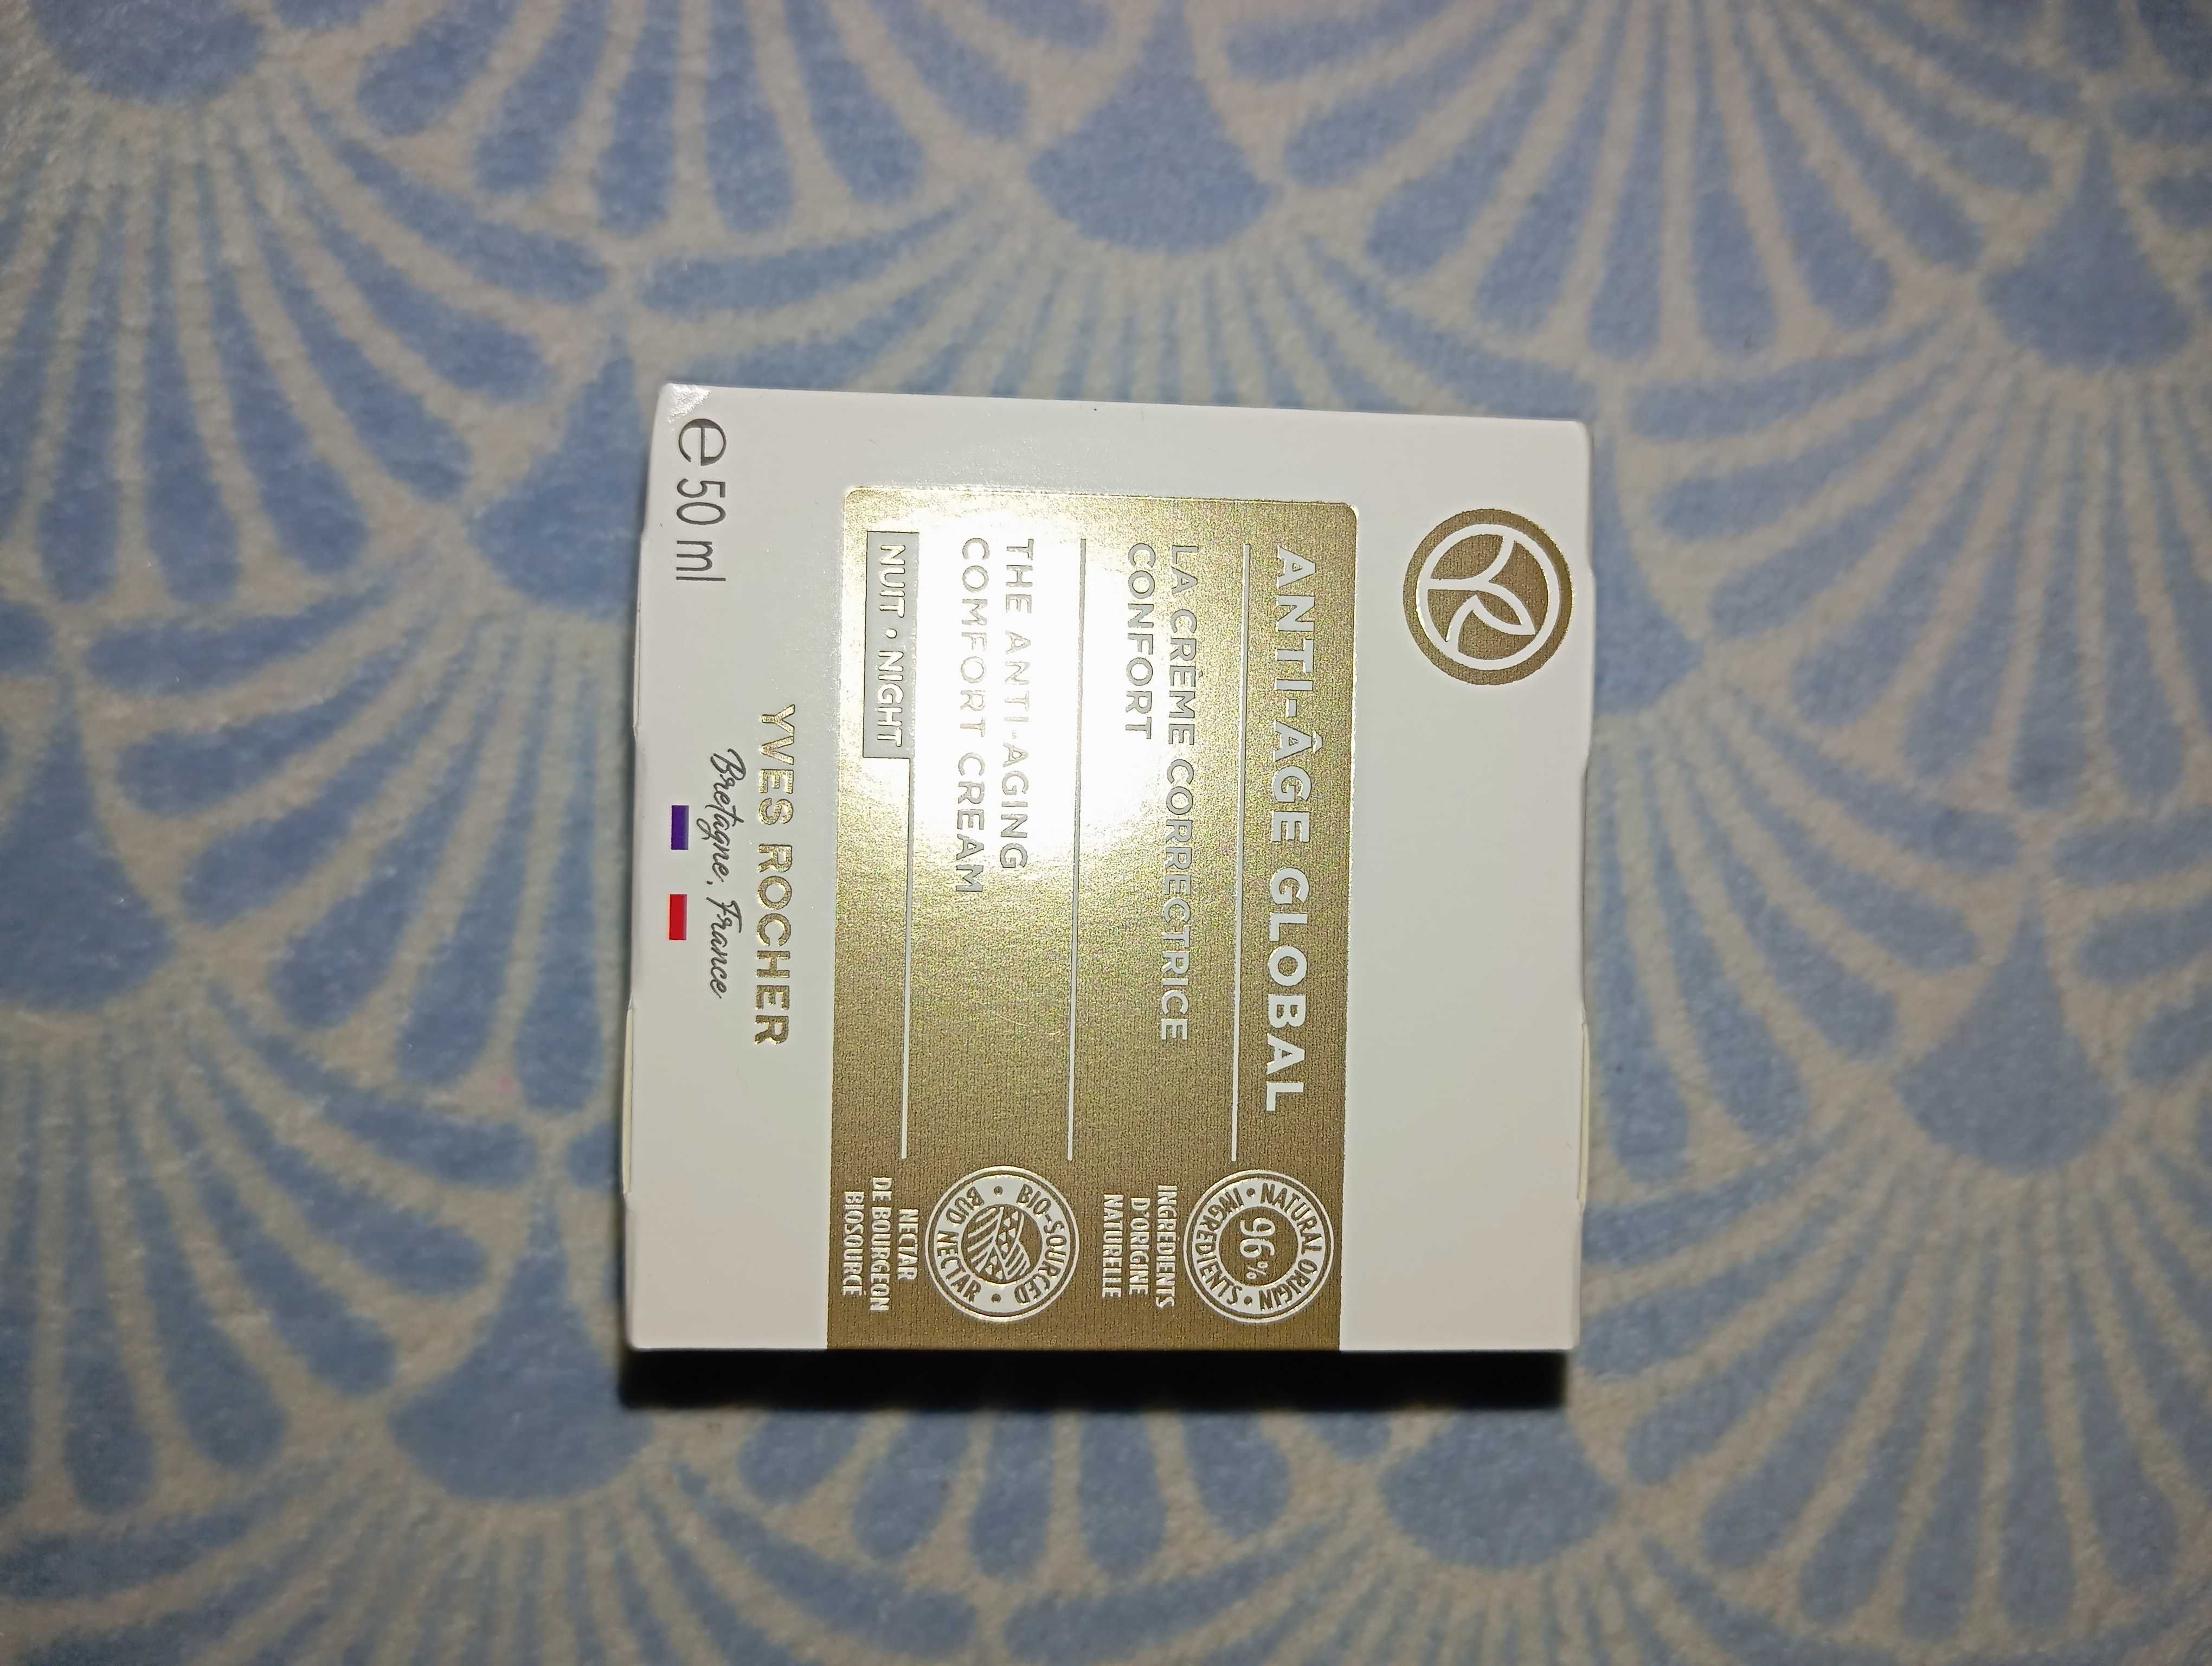 ANTI-ÂGE GLOBAL
LA CRÈME CORRECTRICE
CONFORT
THE ANTI-AGING
COMFORT CREAM
NUIT • NIGHT
• NATURAL ORIGIN • INGREDIENTS
96%
INGREDIENTS
D'ORIGINE
NATURELLE
BIO-SOURCED • BUD NECTAR •
NECTAR
DE BOURGEON
BIOSOURCÉ
YVES ROCHER
Bretagne, France
e 50 ml